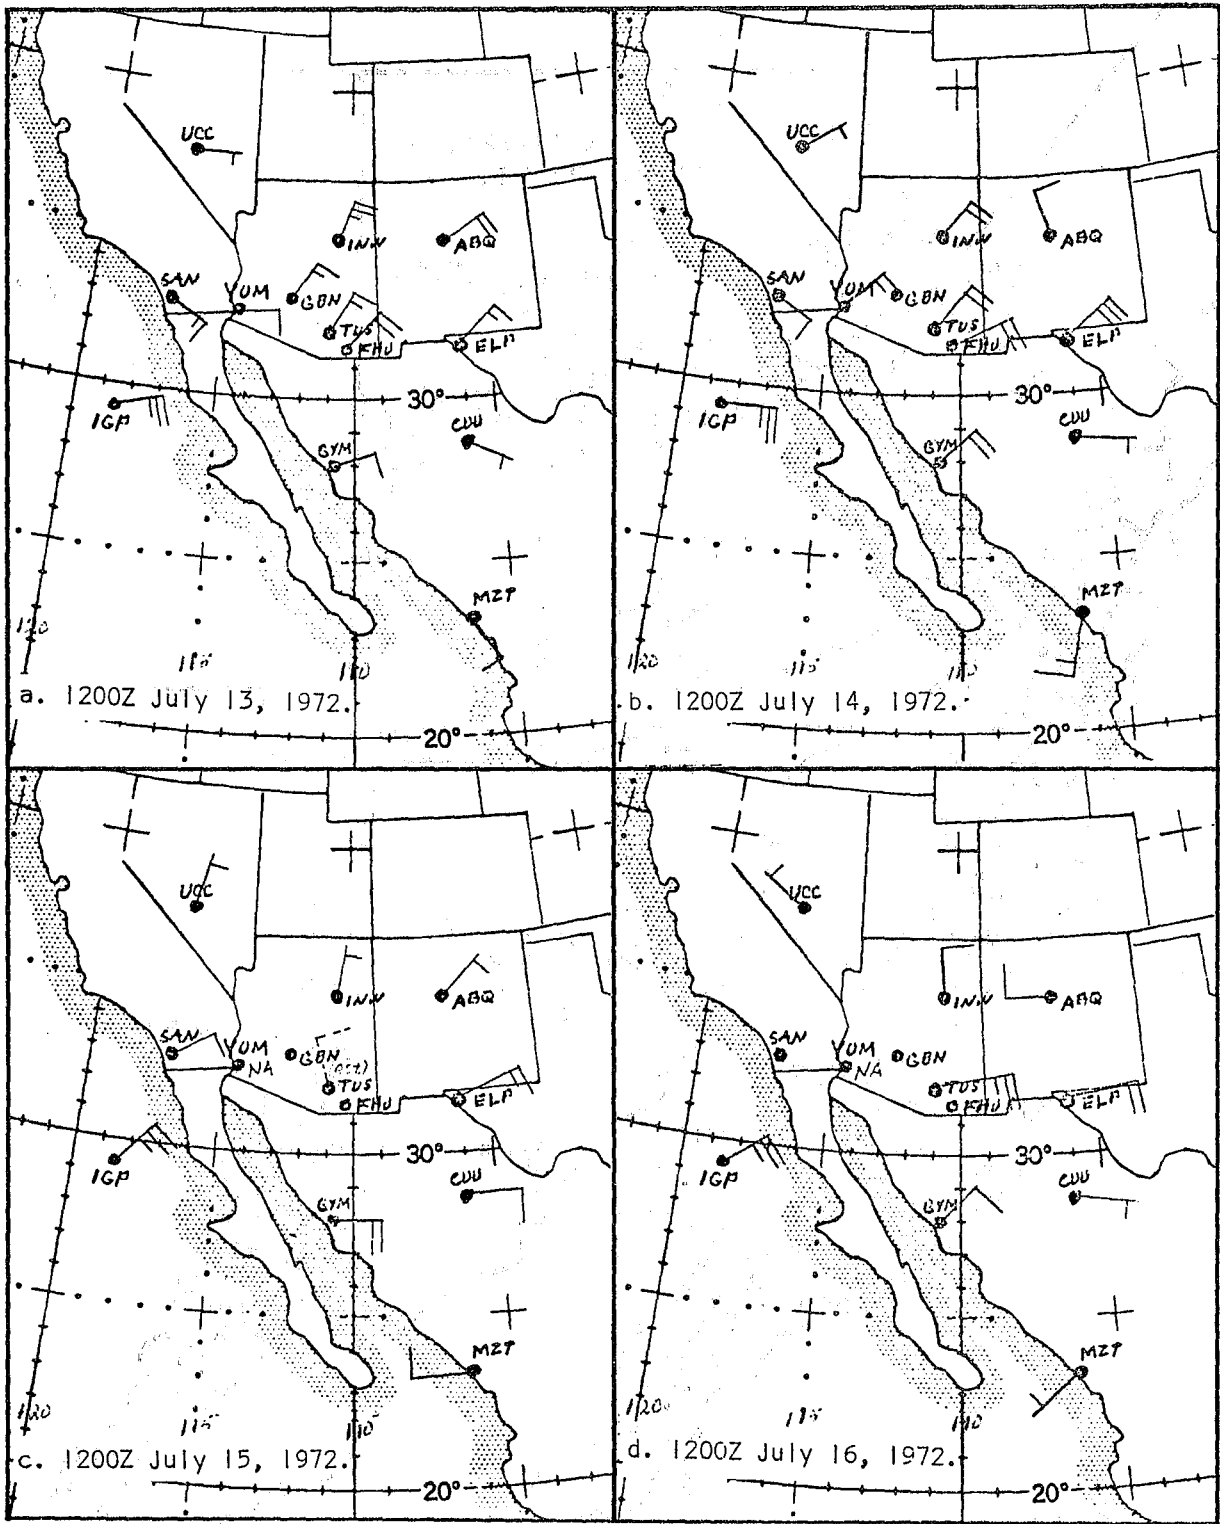 UCC
INW
ABQ
SAN
YUM
GBN
TUS
FHU
ELP
30°
IGP
CUU
GYM
MZT
120
115
110
a. 1200Z July 13, 1972.
20°
UCC
INW
ABQ
SAN
YUM
GBN
TUS
FHU
ELP
30°
IGP
CUU
GYM
MZT
120
115
110
b. 1200Z July 14, 1972.
20°
UCC
INW
ABQ
SAN
YUM
NA
GBN
TUS
FHU
ELP
30°
IGP
CUU
GYM
MZT
120
115
110
c. 1200Z July 15, 1972.
20°
UCC
INW
ABQ
SAN
YUM
NA
GBN
TUS
FHU
ELP
30°
IGP
CUU
GYM
MZT
120
115
110
d. 1200Z July 16, 1972.
20°